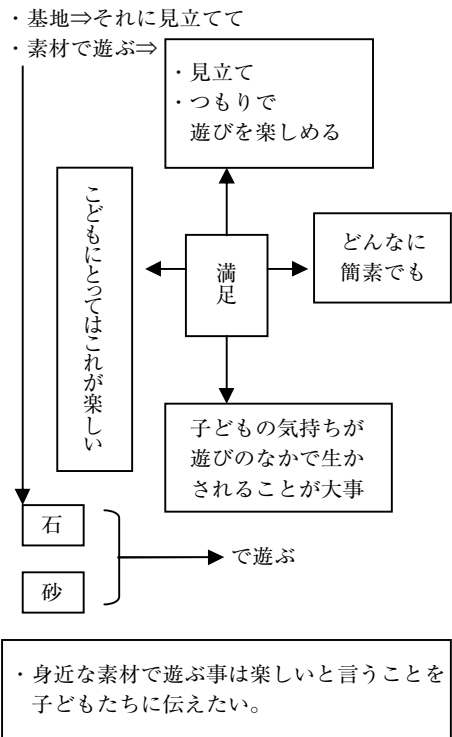 ・基地⇒それに見立てて
・素材で遊ぶ⇒
・見立て
・つもりで
遊びを楽しめる
こどもにとってはこれが楽しい
満足
どんなに
簡素でも
子どもの気持ちが
遊びのなかで生か
されることが大事
石
で遊ぶ
砂
・身近な素材で遊ぶ事は楽しいと言うことを
子どもたちに伝えたい。